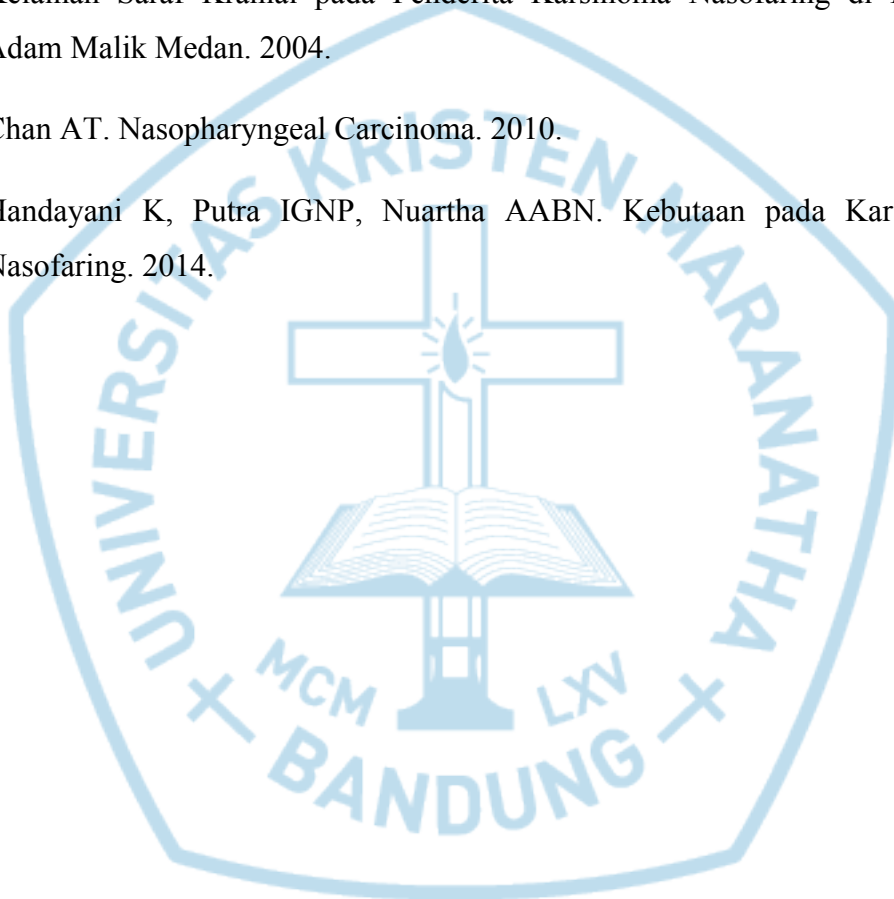 Kelainan Saraf Kranial pada Penderita Karsinoma Nasofaring di
Adam Malik Medan. 2004.
Chan AT. Nasopharyngeal Carcinoma. 2010.
Handayani K, Putra IGNP, Nuartha AABN. Kebutaan pada Kar
Nasofaring. 2014.
UNIVERSITAS KRISTEN MARANATHA
MCM LXV
BANDUNG